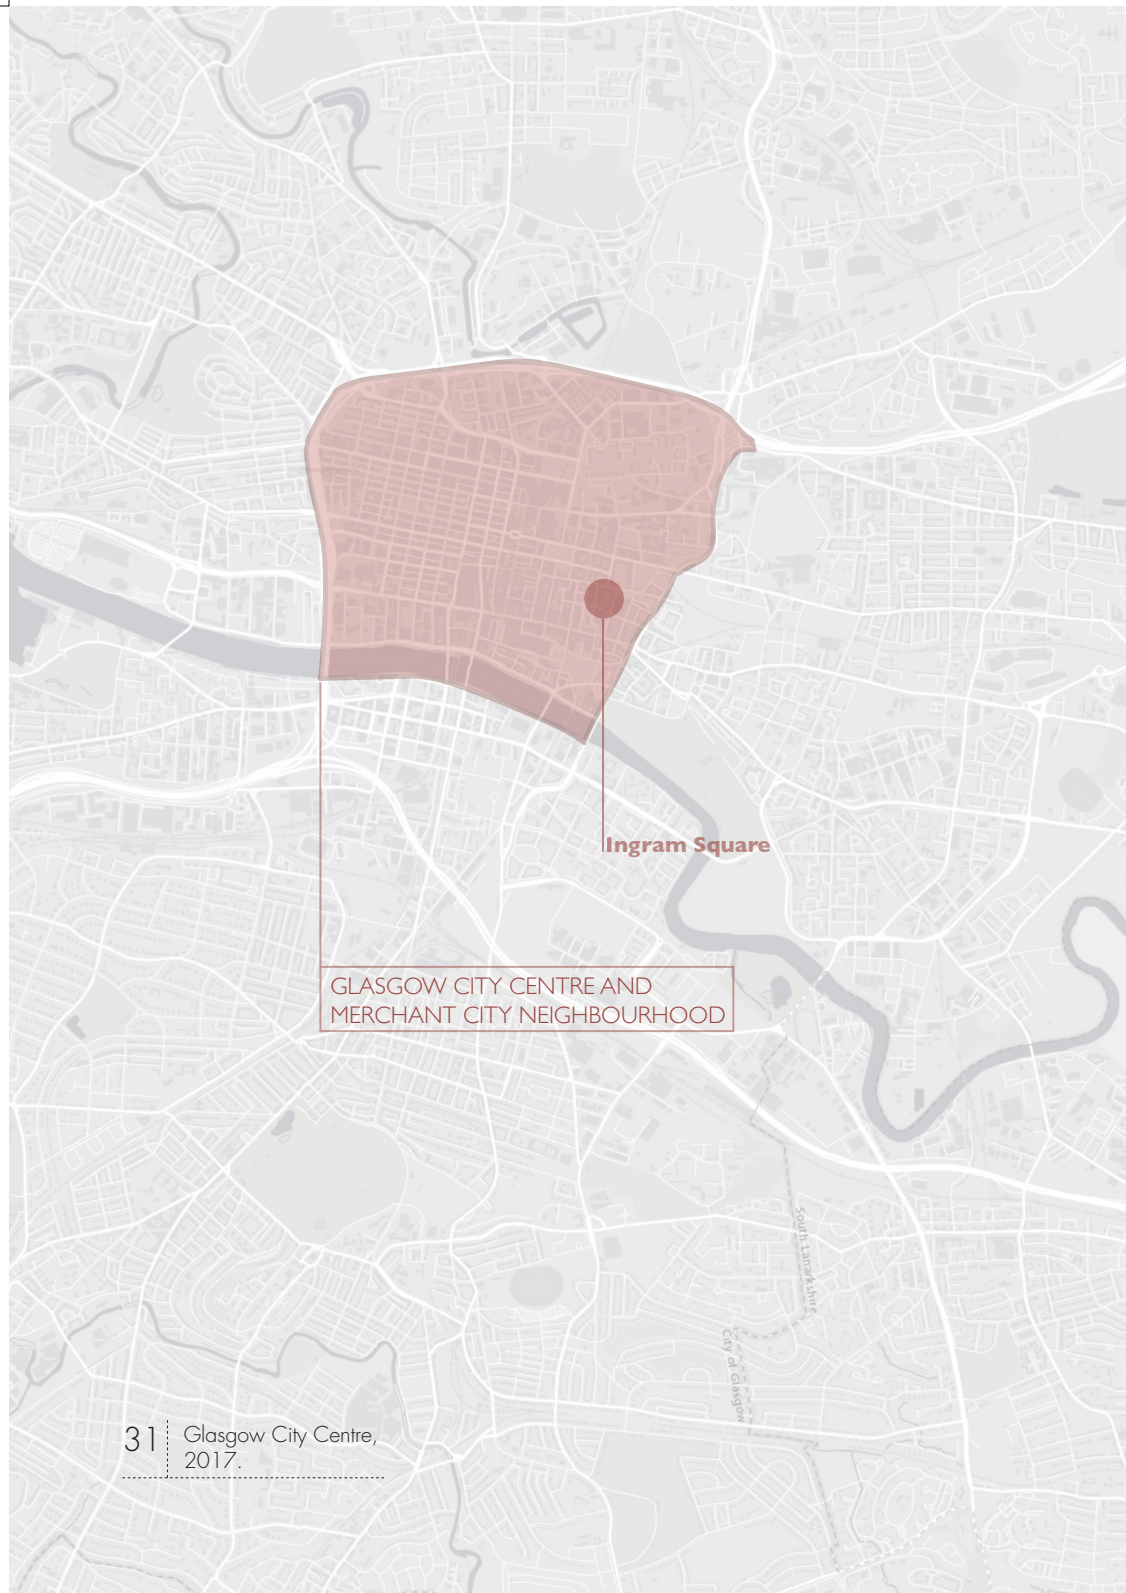 Ingram Square
GLASGOW CITY CENTRE AND
MERCHANT CITY NEIGHBOURHOOD
South Lanarkshire
City of Glasgow
31
Glasgow City Centre,
2017.